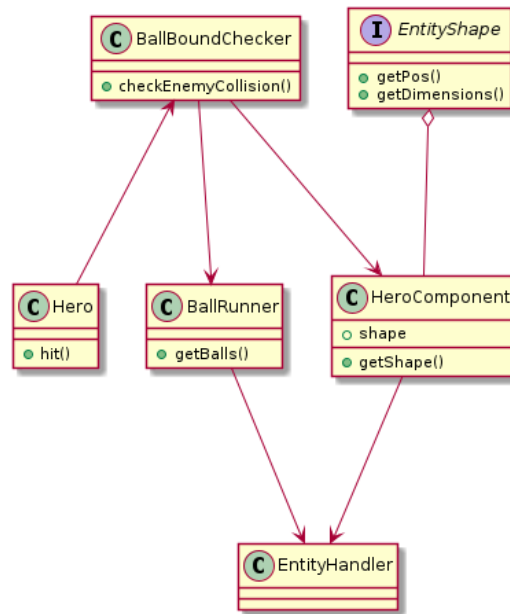 C BallBoundChecker
checkEnemyCollision()
I EntityShape
getPos()
getDimensions()
C Hero
hit()
C BallRunner
getBalls()
C HeroComponent
shape
getShape()
C EntityHandler